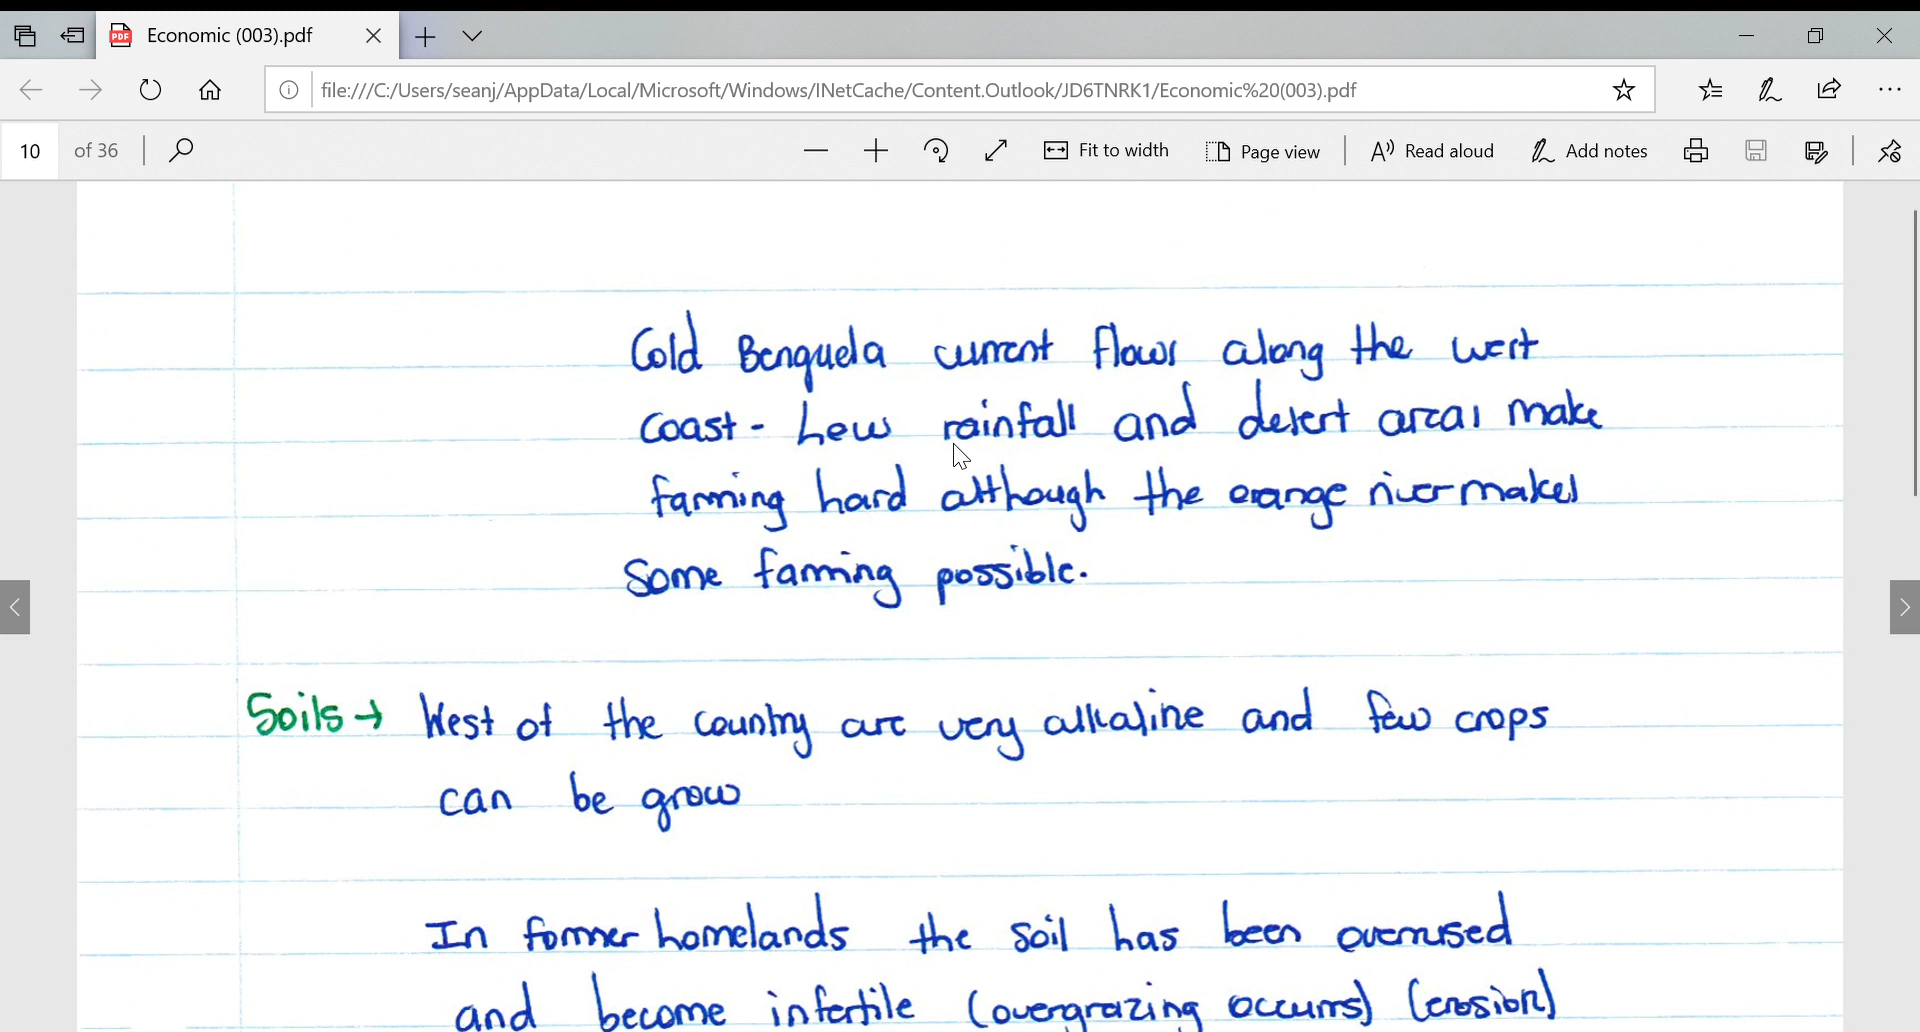 Economic (003).pdf
file:///C:/Users/seanj/AppData/Local/Microsoft/Windows/INetCache/Content.Outlook/JD6TNRK1/Economic%20(003).pdf
10 of 36 Fit to width Page view Read aloud Add notes
Cold Benguela current flows along the west
coast - Low rainfall and desert areas make
farming hard although the orange river makes
some farming possible.
Soils → West of the country are very alkaline and few crops
can be grow
In former homelands the soil has been overused
and become infertile (overgrazing occurs) (erosion)